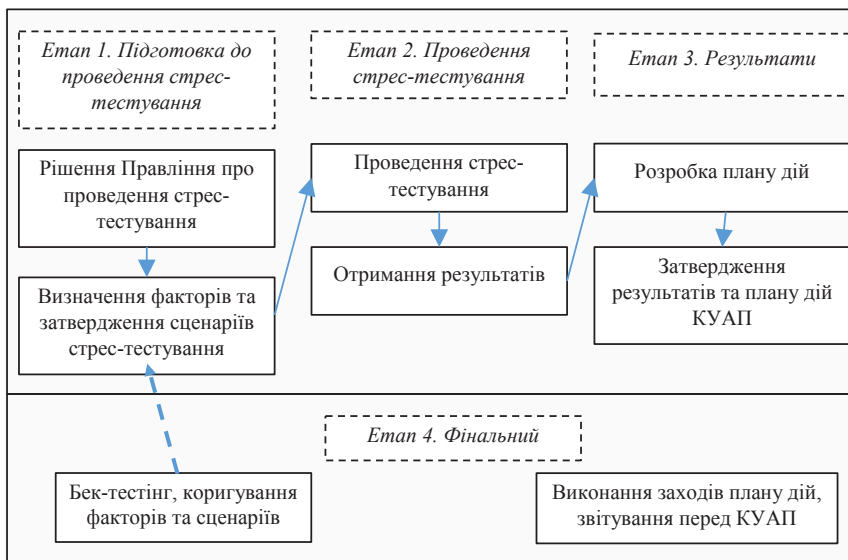 Етап 1. Підготовка до
проведення стрес-
тестування
Етап 2. Проведення
стрес-тестування
Етап 3. Результати
Рішення Правління про
проведення стрес-
тестування
Проведення стрес-
тестування
Розробка плану дій
Визначення факторів та
затвердження сценаріїв
стрес-тестування
Отримання результатів
Затвердження
результатів та плану дій
КУАП
Етап 4. Фінальний
Бек-тестінг, коригування
факторів та сценаріїв
Виконання заходів плану дій,
звітування перед КУАП